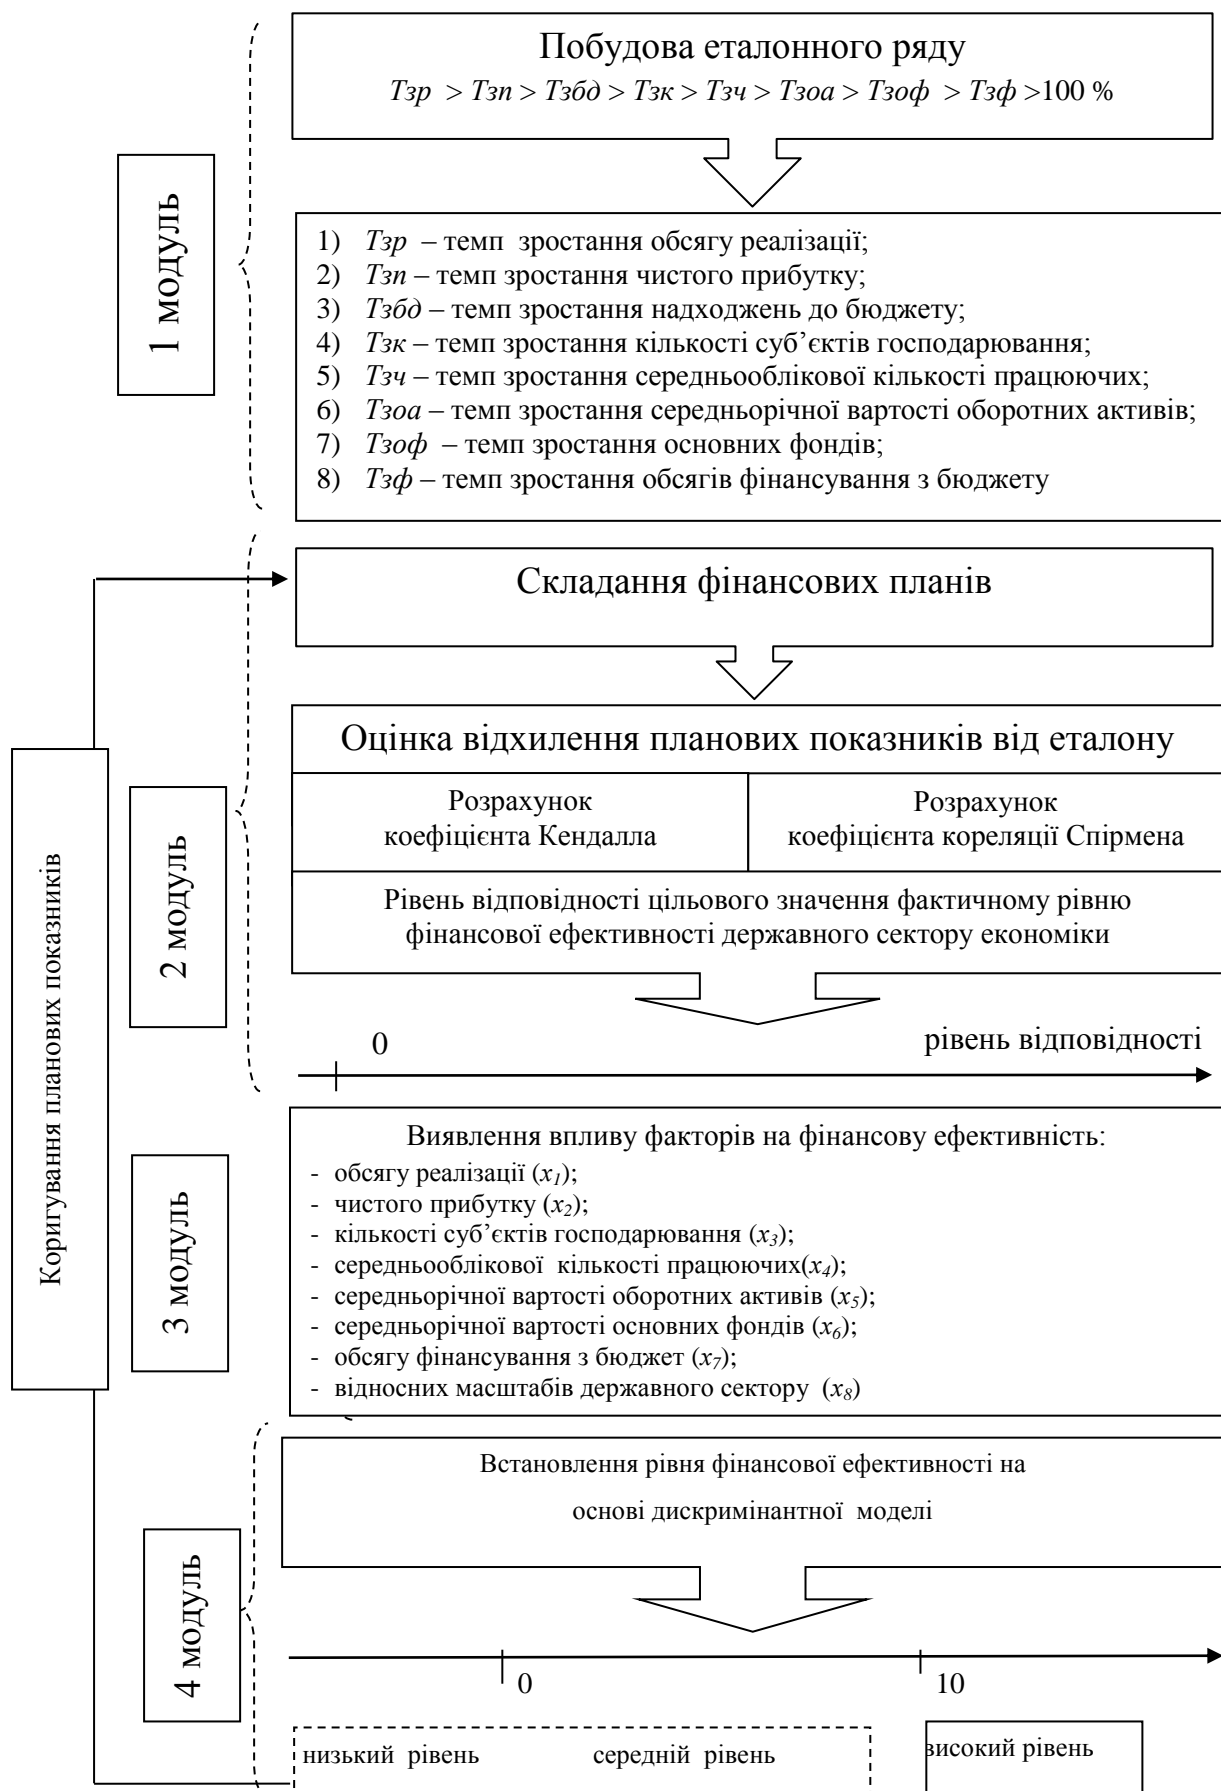 Побудова еталонного ряду
Тзр > Тзп > Тзбд > Тзк > Тзч > Тзоа > Тзоф > Тзф >100 %
1 модуль
1) Тзр – темп зростання обсягу реалізації;
2) Тзп – темп зростання чистого прибутку;
3) Тзбд – темп зростання надходжень до бюджету;
4) Тзк – темп зростання кількості суб’єктів господарювання;
5) Тзч – темп зростання середньооблікової кількості працюючих;
6) Тзоа – темп зростання середньорічної вартості оборотних активів;
7) Тзоф – темп зростання основних фондів;
8) Тзф – темп зростання обсягів фінансування з бюджету
Складання фінансових планів
Оцінка відхилення планових показників від еталону
Розрахунок
коефіцієнта Кендалла
Розрахунок
коефіцієнта кореляції Спірмена
2 модуль
Рівень відповідності цільового значення фактичному рівню
фінансової ефективності державного сектору економіки
0
рівень відповідності
Коригування планових показників
3 модуль
Виявлення впливу факторів на фінансову ефективність:
- обсягу реалізації (x1);
- чистого прибутку (x2);
- кількості суб’єктів господарювання (x3);
- середньооблікової кількості працюючих(x4);
- середньорічної вартості оборотних активів (x5);
- середньорічної вартості основних фондів (x6);
- обсягу фінансування з бюджет (x7);
- відносних масштабів державного сектору (x8)
4 модуль
Встановлення рівня фінансової ефективності на
основі дискримінантної моделі
0
10
низький рівень
середній рівень
високий рівень